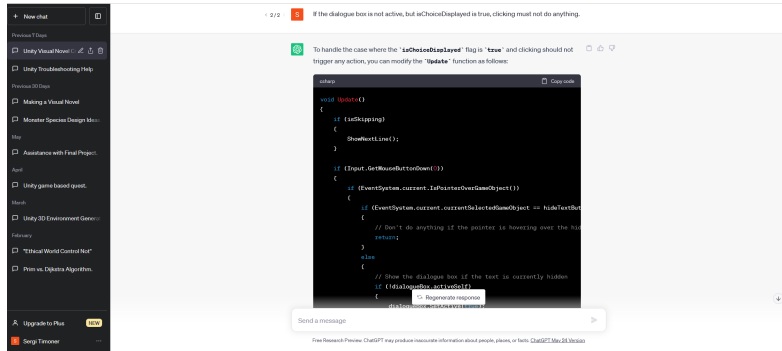 + New chat
Previous 7 Days
Unity Visual Novel
Unity Troubleshooting Help
Previous 30 Days
Making a Visual Novel
Monster Species Design Ideas
May
Assistance with Final Project.
April
Unity game based quest.
March
Unity 3D Environment Genera
February
"Ethical World Control Not"
Prim vs. Dijkstra Algorithm.
Upgrade to Plus NEW
S Sergi Timoner ...
< 2/2 >
S If the dialogue box is not active, but isChoiceDisplayed is true, clicking must not do anything.
To handle the case where the `isChoiceDisplayed` flag is `true` and clicking should not
trigger any action, you can modify the `Update` function as follows:
csharp Copy code
void Update()
{
if (isSkipping)
{
ShowNextLine();
}
if (Input.GetMouseButtonDown(0))
{
if (EventSystem.current.IsPointerOverGameObject())
{
if (EventSystem.current.currentSelectedGameObject == hideTextBut
{
// Don't do anything if the pointer is hovering over the hid
return;
}
else
{
// Show the dialogue box if the text is currently hidden
if (!dialogueBox.activeSelf)
{
dialogueBox.SetActive(
Regenerate response
Send a message
Free Research Preview. ChatGPT may produce inaccurate information about people, places, or facts. ChatGPT May 24 Version